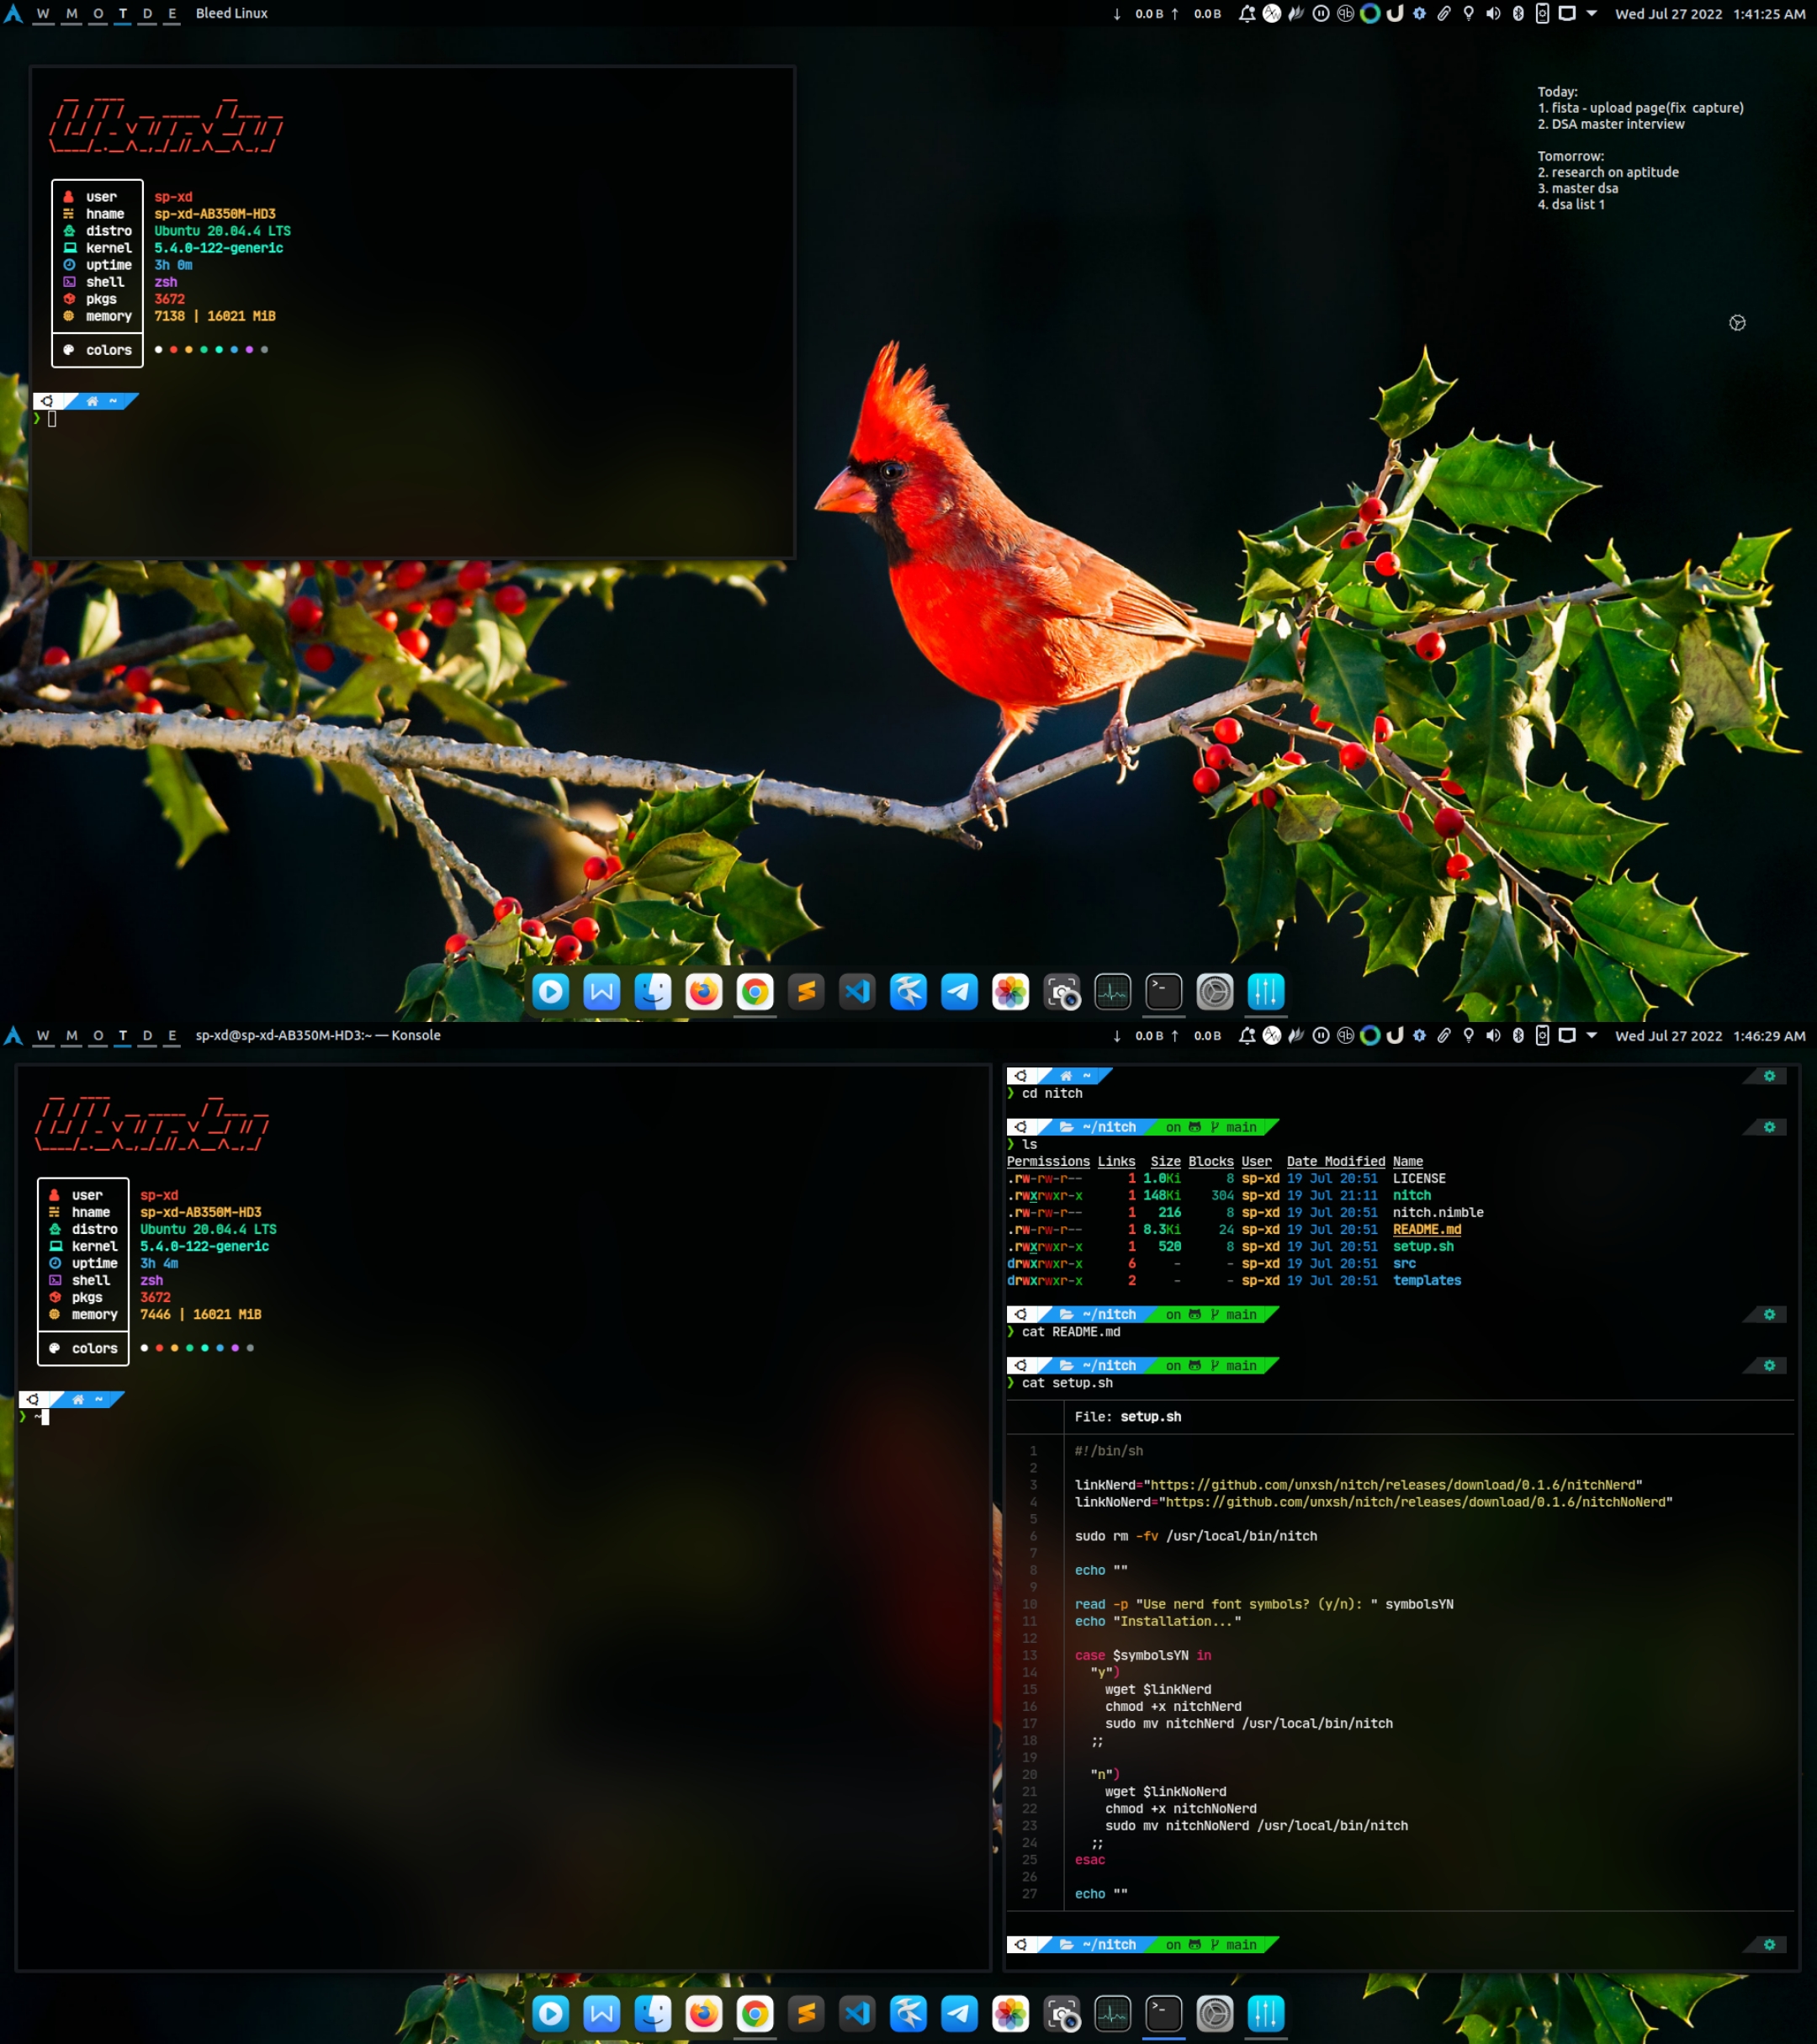 W M O T D E Bleed Linux
↓ 0.0 B ↑ 0.0 B Wed Jul 27 2022 1:41:25 AM
Ubuntu
user sp-xd
hname sp-xd-AB350M-HD3
distro Ubuntu 20.04.4 LTS
kernel 5.4.0-122-generic
uptime 3h 0m
shell zsh
pkgs 3672
memory 7138 | 16021 MiB
colors
~
❯
Today:
1. fista - upload page(fix capture)
2. DSA master interview
Tomorrow:
2. research on aptitude
3. master dsa
4. dsa list 1
W M O T D E sp-xd@sp-xd-AB350M-HD3:~ — Konsole
↓ 0.0 B ↑ 0.0 B Wed Jul 27 2022 1:46:29 AM
Ubuntu
user sp-xd
hname sp-xd-AB350M-HD3
distro Ubuntu 20.04.4 LTS
kernel 5.4.0-122-generic
uptime 3h 4m
shell zsh
pkgs 3672
memory 7446 | 16021 MiB
colors
~
❯ ~
~
❯ cd nitch
~/nitch on main
❯ ls
Permissions Links Size Blocks User Date Modified Name
.rw-rw-r-- 1 1.0Ki 8 sp-xd 19 Jul 20:51 LICENSE
.rwxrwxr-x 1 148Ki 304 sp-xd 19 Jul 21:11 nitch
.rw-rw-r-- 1 216 8 sp-xd 19 Jul 20:51 nitch.nimble
.rw-rw-r-- 1 8.3Ki 24 sp-xd 19 Jul 20:51 README.md
.rwxrwxr-x 1 520 8 sp-xd 19 Jul 20:51 setup.sh
drwxrwxr-x 6 - - sp-xd 19 Jul 20:51 src
drwxrwxr-x 2 - - sp-xd 19 Jul 20:51 templates
~/nitch on main
❯ cat README.md
~/nitch on main
❯ cat setup.sh
File: setup.sh
1 #!/bin/sh
2
3 linkNerd="https://github.com/unxsh/nitch/releases/download/0.1.6/nitchNerd"
4 linkNoNerd="https://github.com/unxsh/nitch/releases/download/0.1.6/nitchNoNerd"
5
6 sudo rm -fv /usr/local/bin/nitch
7
8 echo ""
9
10 read -p "Use nerd font symbols? (y/n): " symbolsYN
11 echo "Installation..."
12
13 case $symbolsYN in
14 "y")
15 wget $linkNerd
16 chmod +x nitchNerd
17 sudo mv nitchNerd /usr/local/bin/nitch
18 ;;
19
20 "n")
21 wget $linkNoNerd
22 chmod +x nitchNoNerd
23 sudo mv nitchNoNerd /usr/local/bin/nitch
24 ;;
25 esac
26
27 echo ""
~/nitch on main